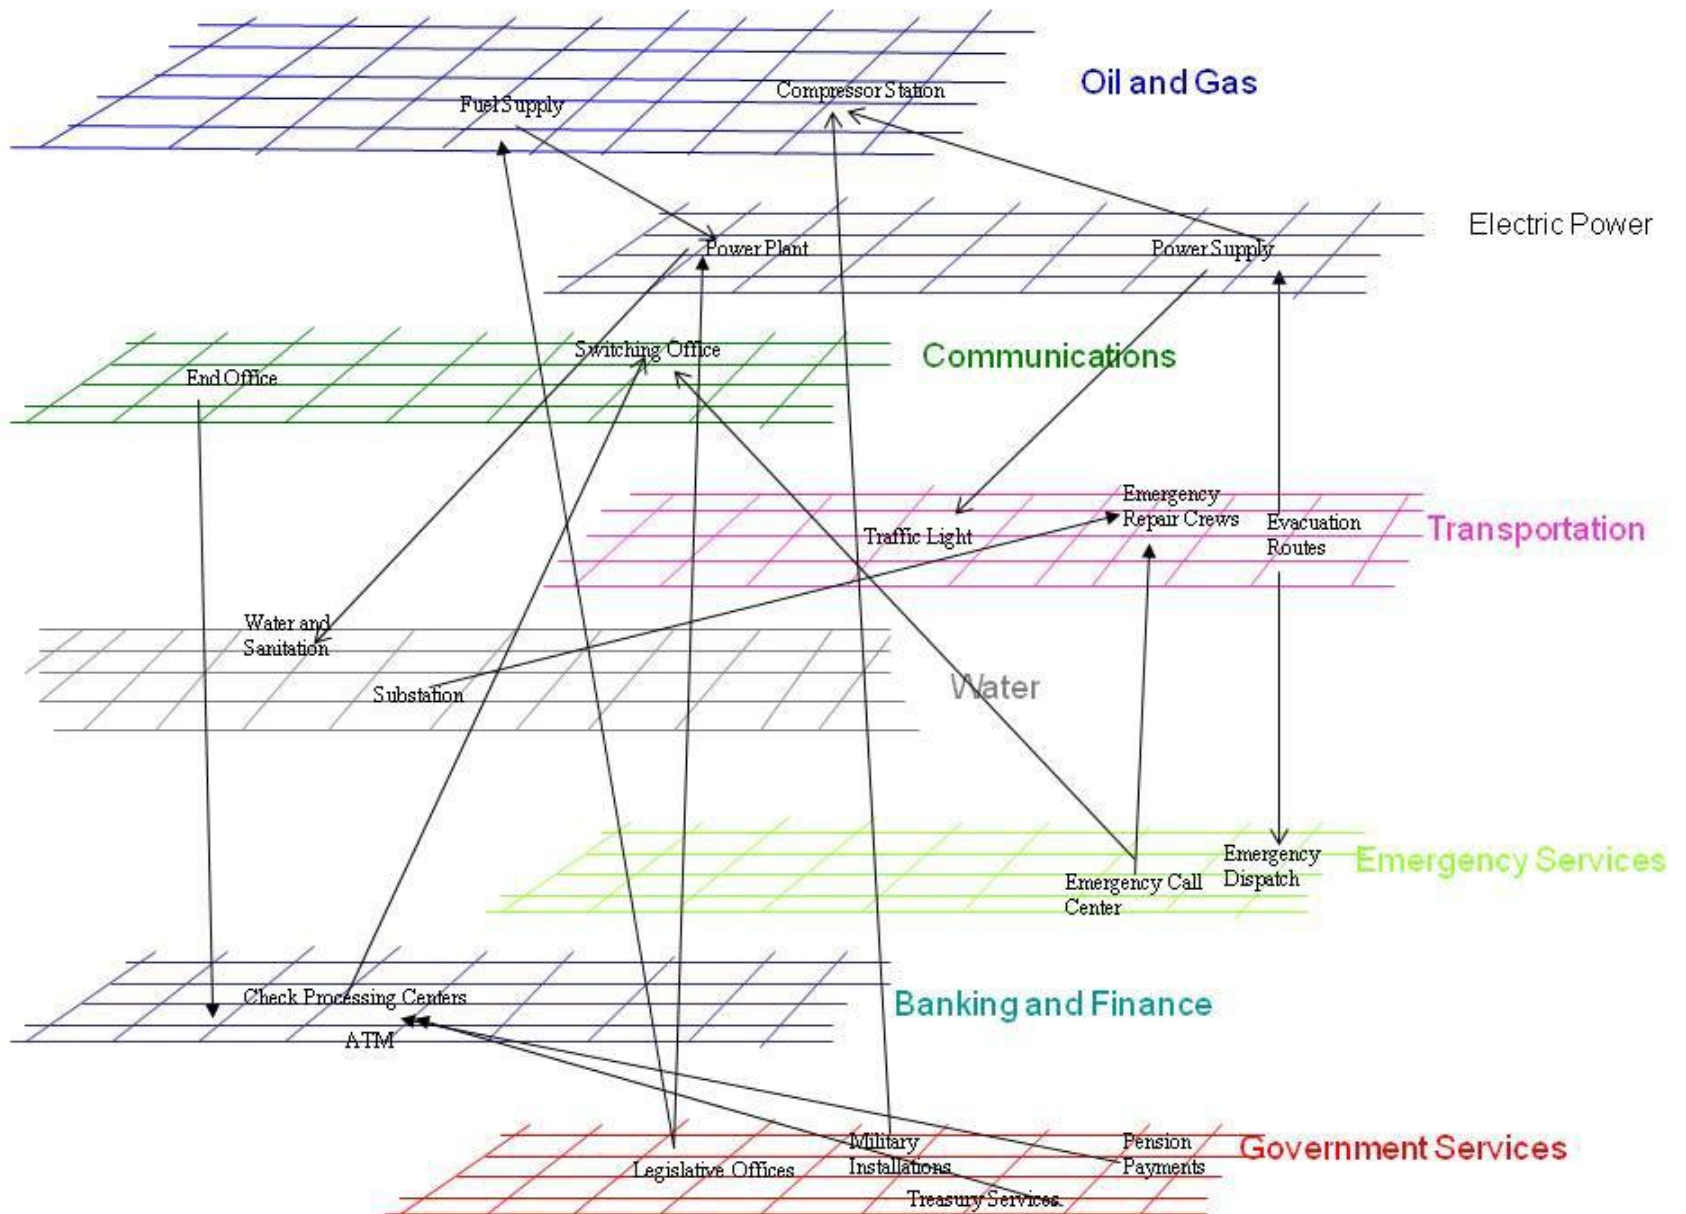 Oil and Gas
Compressor Station
Fuel Supply
Electric Power
Power Plant
Power Supply
Communications
Switching Office
End Office
Emergency
Repair Crews
Evacuation
Routes
Traffic Light
Transportation
Water and
Sanitation
Substation
Water
Emergency
Dispatch
Emergency Services
Emergency Call
Center
Check Processing Centers
Banking and Finance
ATM
Military
Installations
Pension
Payments
Government Services
Legislative Offices
Treasury Services